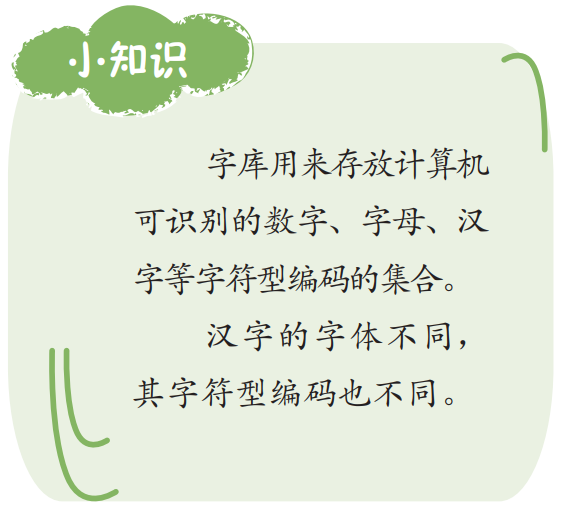 小知识
字库用来存放计算机
可识别的数字、字母、汉
字等字符型编码的集合。
汉字的字体不同，
其字符型编码也不同。